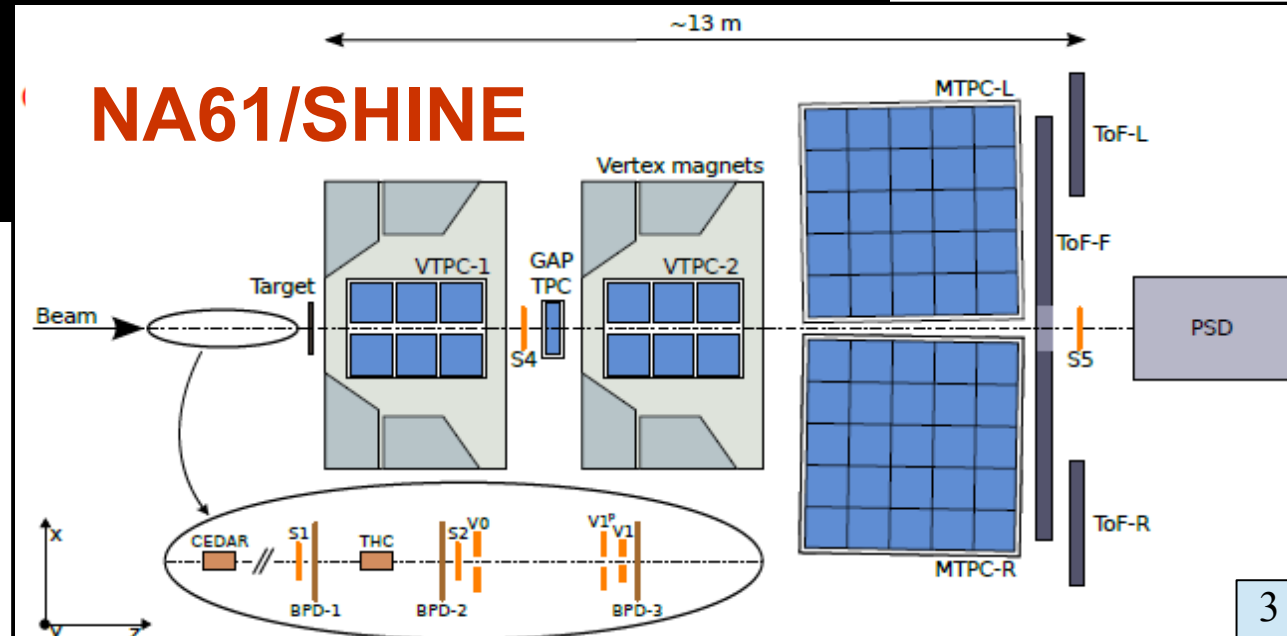 ~13 m
NA61/SHINE
MTPC-L
ToF-L
Vertex magnets
ToF-F
VTPC-1
GAP
TPC
VTPC-2
Target
Beam
S4
S5
PSD
x
CEDAR
S1
THC
S2
V0
V1ᴾ
V1
ToF-R
MTPC-R
BPD-1
BPD-2
BPD-3
y
z
3